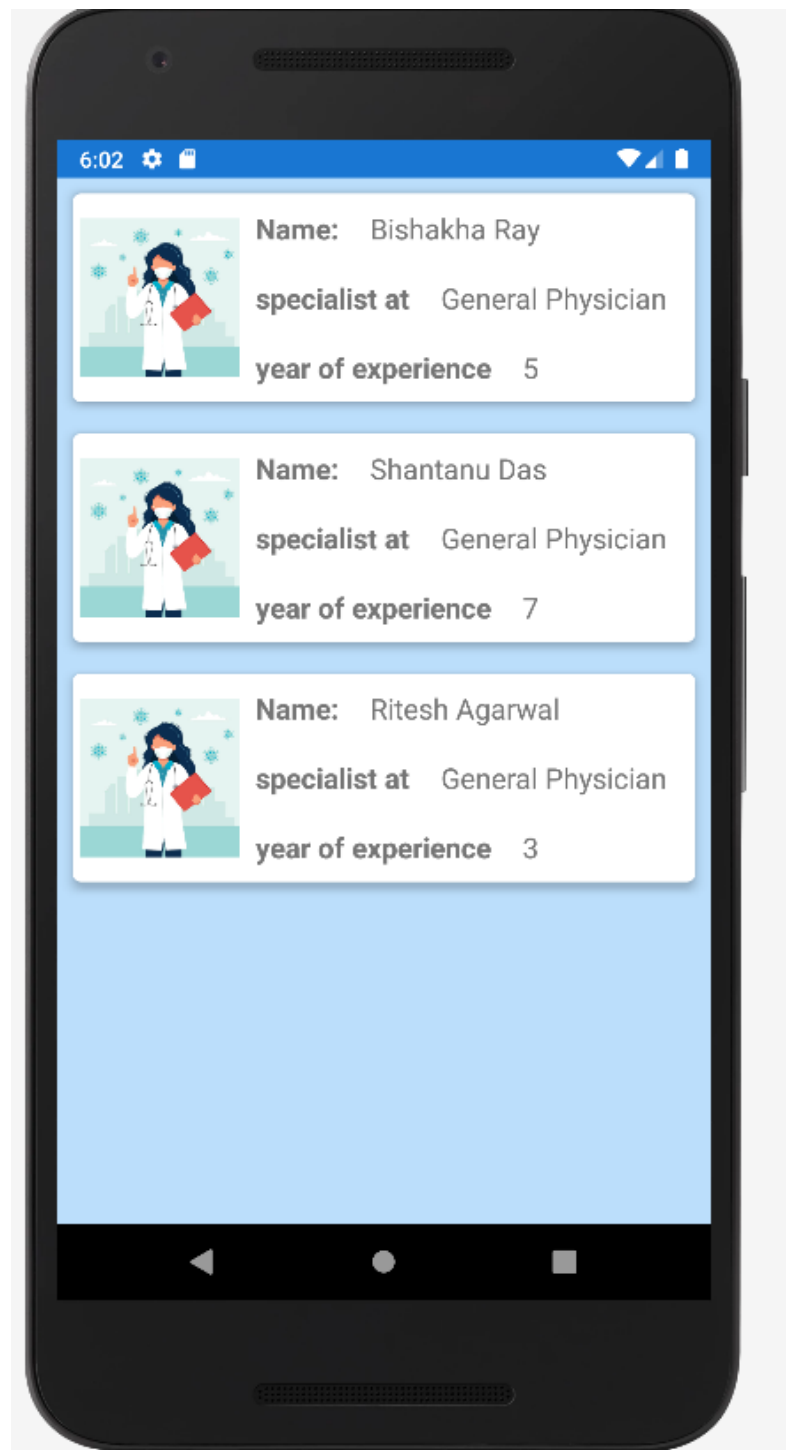 6:02
Name: Bishakha Ray
specialist at General Physician
year of experience 5
Name: Shantanu Das
specialist at General Physician
year of experience 7
Name: Ritesh Agarwal
specialist at General Physician
year of experience 3